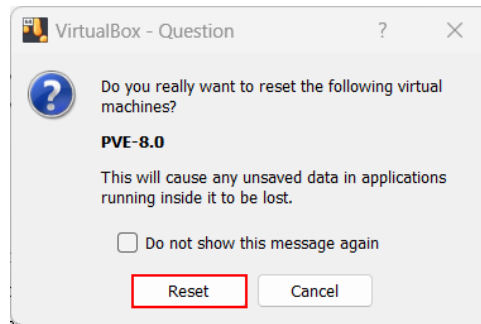 VirtualBox - Question
Do you really want to reset the following virtual
machines?
PVE-8.0
This will cause any unsaved data in applications
running inside it to be lost.
Do not show this message again
Reset Cancel